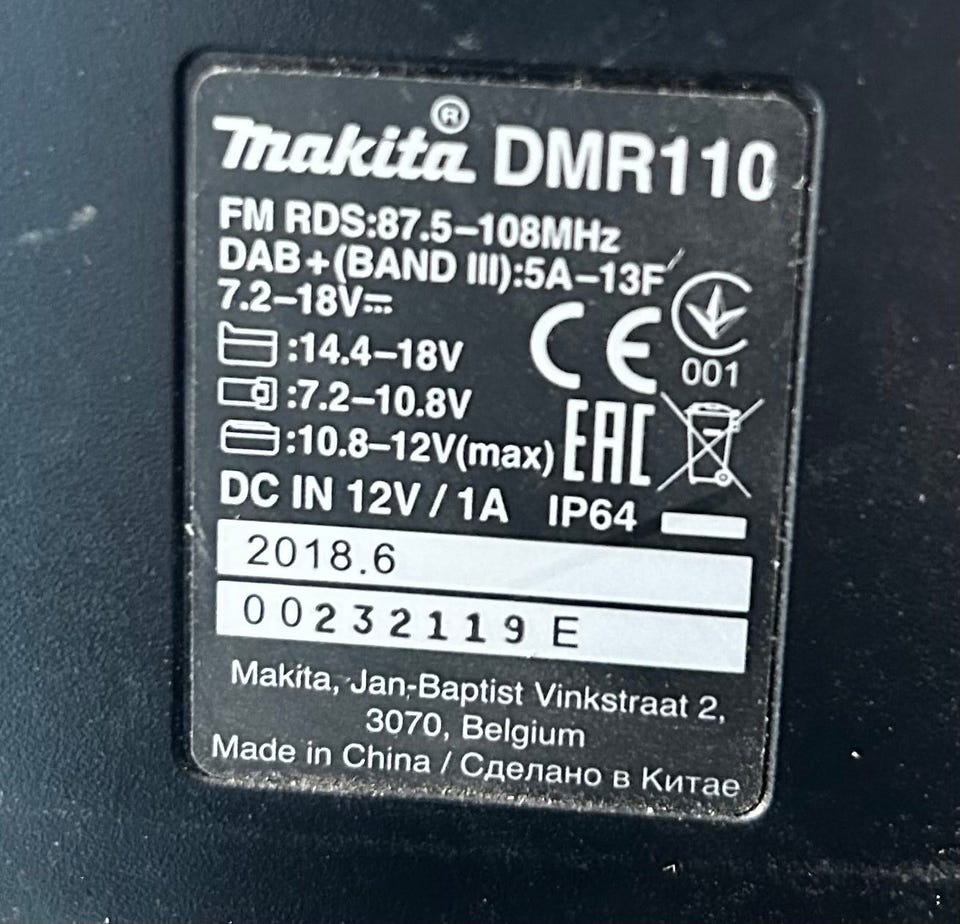 makita® DMR110
FM RDS:87.5–108MHz
DAB+(BAND III):5A–13F
7.2–18V⎓
:14.4–18V
:7.2–10.8V
:10.8–12V(max)
CE
001
EAC
DC IN 12V / 1A IP64
2018.6
00232119 E
Makita, Jan-Baptist Vinkstraat 2,
3070, Belgium
Made in China / Сделано в Китае